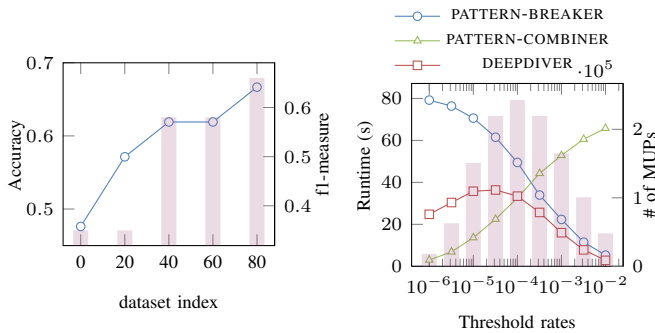 PATTERN-BREAKER
PATTERN-COMBINER
DEEPDIVER
0.7
0.6
0.5
Accuracy
0.6
0.5
0.4
f1-measure
0 20 40 60 80
dataset index
·10⁵
80
60
40
20
0
Runtime (s)
2
1
0
# of MUPs
10⁻⁶ 10⁻⁵ 10⁻⁴ 10⁻³ 10⁻²
Threshold rates